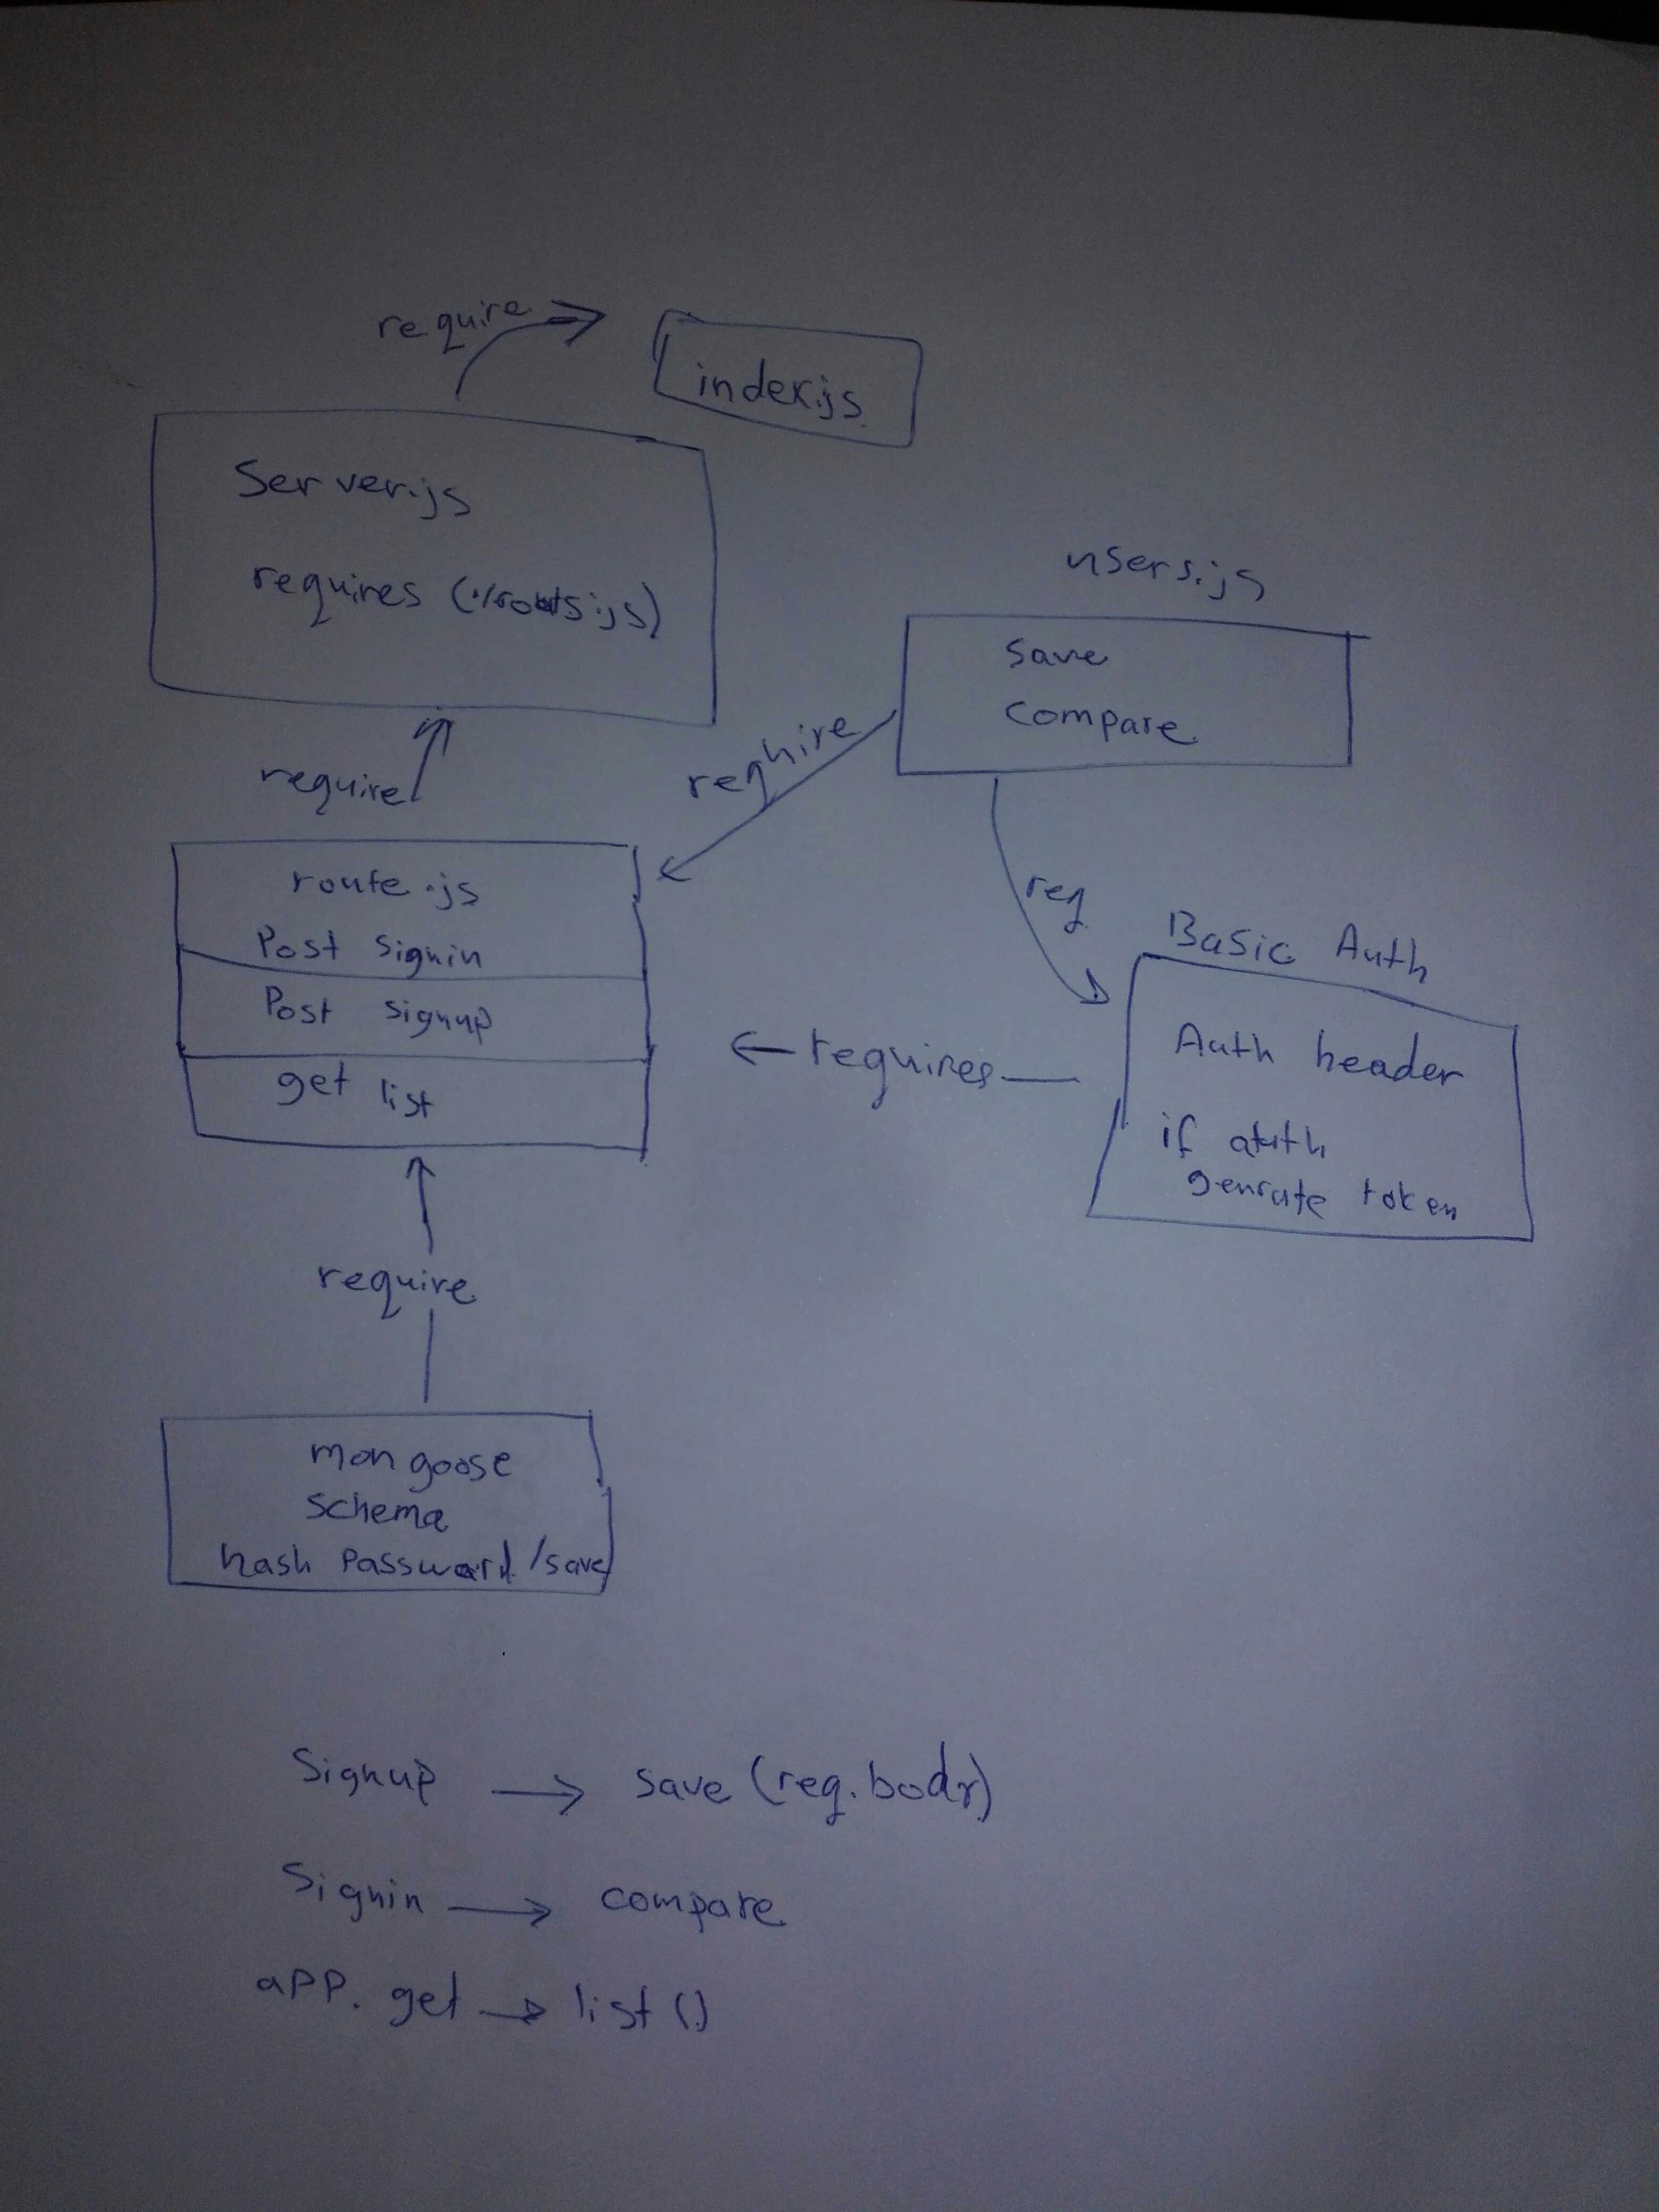 require
index.js
Server.js
requires (./routs.js)
users.js
save
compare
require
require
route.js
Post signin
Post signup
get list
req
Basic Auth
requires
Auth header
if auth
genrate token
require
mongoose
schema
hash password/save
Signup → save (req.body)
Signin → compare
app.get → list()